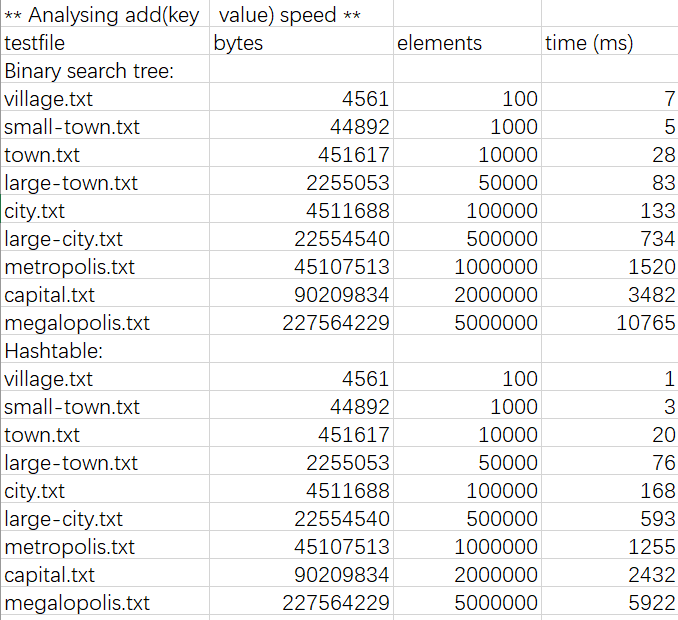 ** Analysing add(key value) speed **
testfile bytes elements time (ms)
Binary search tree:
village.txt 4561 100 7
small-town.txt 44892 1000 5
town.txt 451617 10000 28
large-town.txt 2255053 50000 83
city.txt 4511688 100000 133
large-city.txt 22554540 500000 734
metropolis.txt 45107513 1000000 1520
capital.txt 90209834 2000000 3482
megalopolis.txt 227564229 5000000 10765
Hashtable:
village.txt 4561 100 1
small-town.txt 44892 1000 3
town.txt 451617 10000 20
large-town.txt 2255053 50000 76
city.txt 4511688 100000 168
large-city.txt 22554540 500000 593
metropolis.txt 45107513 1000000 1255
capital.txt 90209834 2000000 2432
megalopolis.txt 227564229 5000000 5922